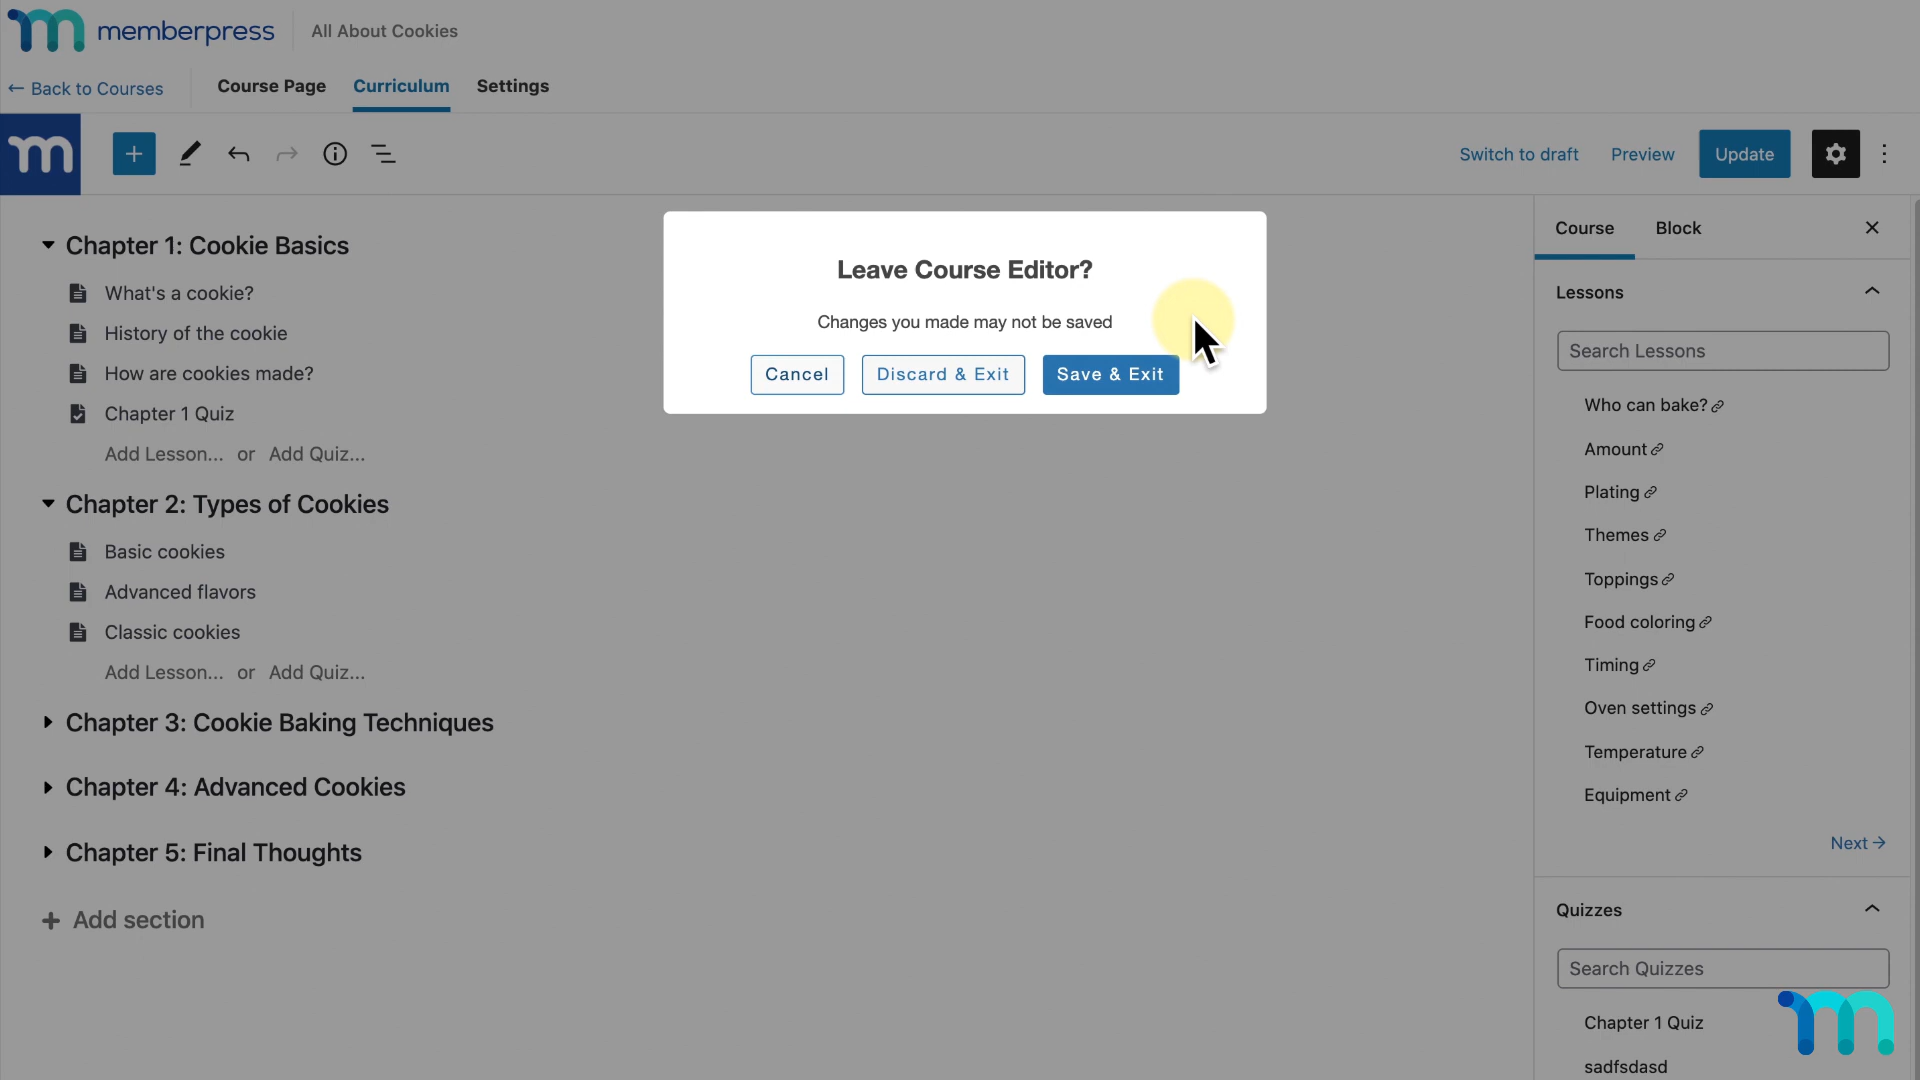 memberpress
All About Cookies
← Back to Courses
Course Page
Curriculum
Settings
Switch to draft
Preview
Update
Leave Course Editor?
Changes you made may not be saved
Cancel
Discard & Exit
Save & Exit
Chapter 1: Cookie Basics
What's a cookie?
History of the cookie
How are cookies made?
Chapter 1 Quiz
Add Lesson... or Add Quiz...
Chapter 2: Types of Cookies
Basic cookies
Advanced flavors
Classic cookies
Add Lesson... or Add Quiz...
Chapter 3: Cookie Baking Techniques
Chapter 4: Advanced Cookies
Chapter 5: Final Thoughts
+ Add section
Course
Block
Lessons
Search Lessons
Who can bake?
Amount
Plating
Themes
Toppings
Food coloring
Timing
Oven settings
Temperature
Equipment
Next →
Quizzes
Search Quizzes
Chapter 1 Quiz
sadfsdasd